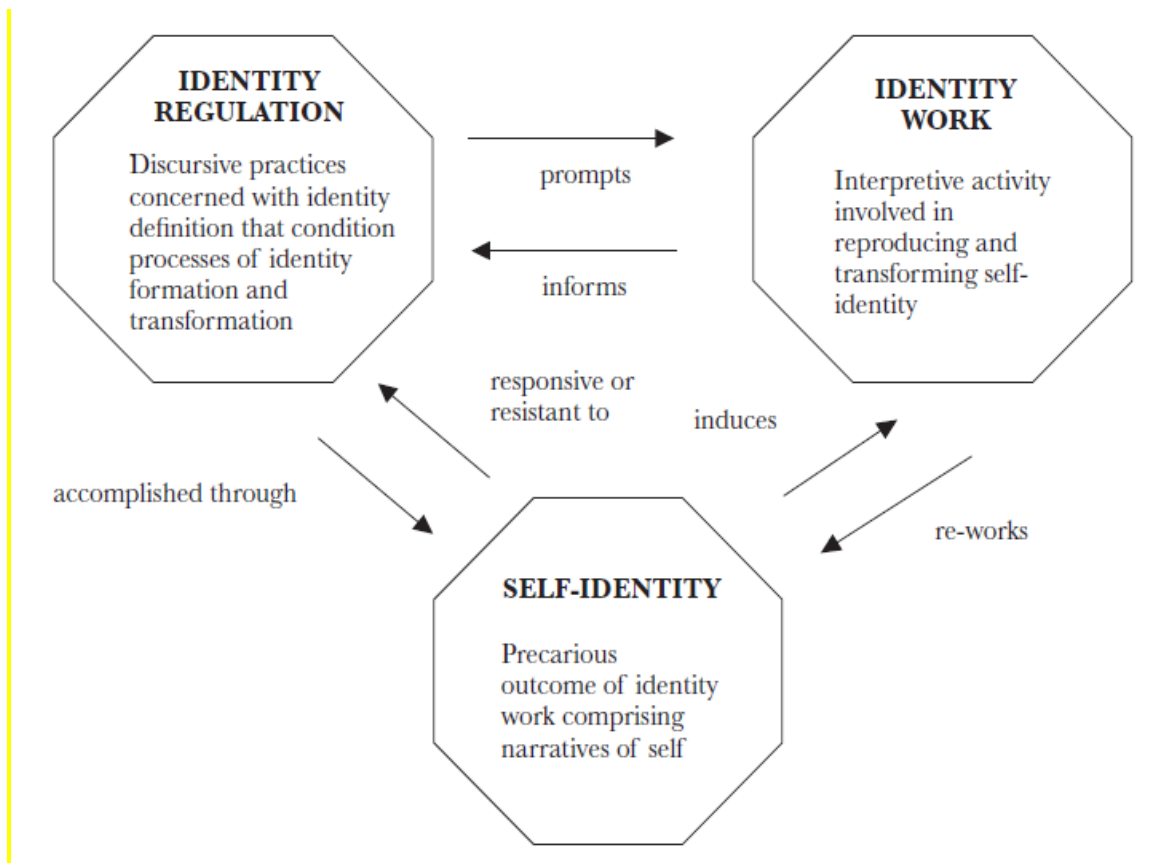 IDENTITY
REGULATION
Discursive practices
concerned with identity
definition that condition
processes of identity
formation and
transformation
prompts
informs
IDENTITY
WORK
Interpretive activity
involved in
reproducing and
transforming self-
identity
responsive or
resistant to
induces
accomplished through
re-works
SELF-IDENTITY
Precarious
outcome of identity
work comprising
narratives of self